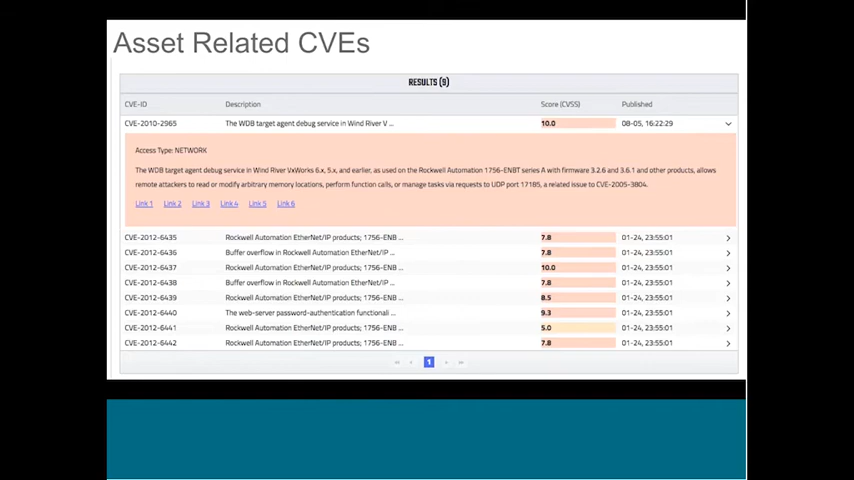 Asset Related CVEs
RESULTS (9)
CVE-ID Description Score (CVSS) Published
CVE-2010-2965 The WDB target agent debug service in Wind River V ... 10.0 08-05, 16:22:29
Access Type: NETWORK
The WDB target agent debug service in Wind River VxWorks 6.x, 5.x, and earlier, as used on the Rockwell Automation 1756-ENBT series A with firmware 3.2.6 and 3.6.1 and other products, allows
remote attackers to read or modify arbitrary memory locations, perform function calls, or manage tasks via requests to UDP port 17185, a related issue to CVE-2005-3804.
Link 1 Link 2 Link 3 Link 4 Link 5 Link 6
CVE-2012-6435 Rockwell Automation EtherNet/IP products; 1756-ENB ... 7.8 01-24, 23:55:01
CVE-2012-6436 Buffer overflow in Rockwell Automation EtherNet/IP ... 7.8 01-24, 23:55:01
CVE-2012-6437 Rockwell Automation EtherNet/IP products; 1756-ENB ... 10.0 01-24, 23:55:01
CVE-2012-6438 Buffer overflow in Rockwell Automation EtherNet/IP ... 7.8 01-24, 23:55:01
CVE-2012-6439 Rockwell Automation EtherNet/IP products; 1756-ENB ... 8.5 01-24, 23:55:01
CVE-2012-6440 The web-server password-authentication functionali ... 9.3 01-24, 23:55:01
CVE-2012-6441 Rockwell Automation EtherNet/IP products; 1756-ENB ... 5.0 01-24, 23:55:01
CVE-2012-6442 Rockwell Automation EtherNet/IP products; 1756-ENB ... 7.8 01-24, 23:55:01
1